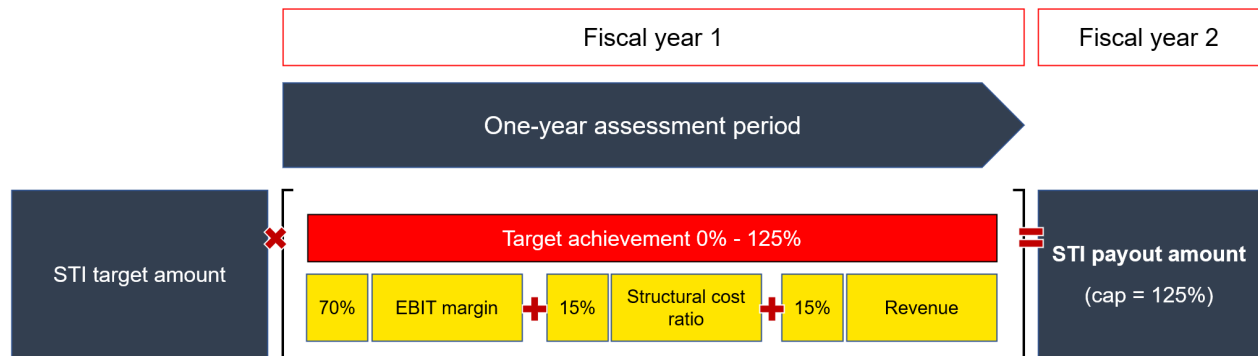 Fiscal year 1
Fiscal year 2
One-year assessment period
STI target amount
×
Target achievement 0% - 125%
70%
EBIT margin
+
15%
Structural cost
ratio
+
15%
Revenue
=
STI payout amount
(cap = 125%)